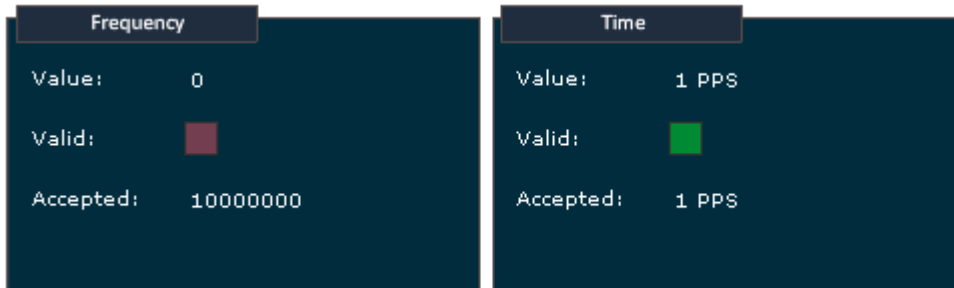 Frequency
Value: 0
Valid:
Accepted: 10000000
Time
Value: 1 PPS
Valid:
Accepted: 1 PPS